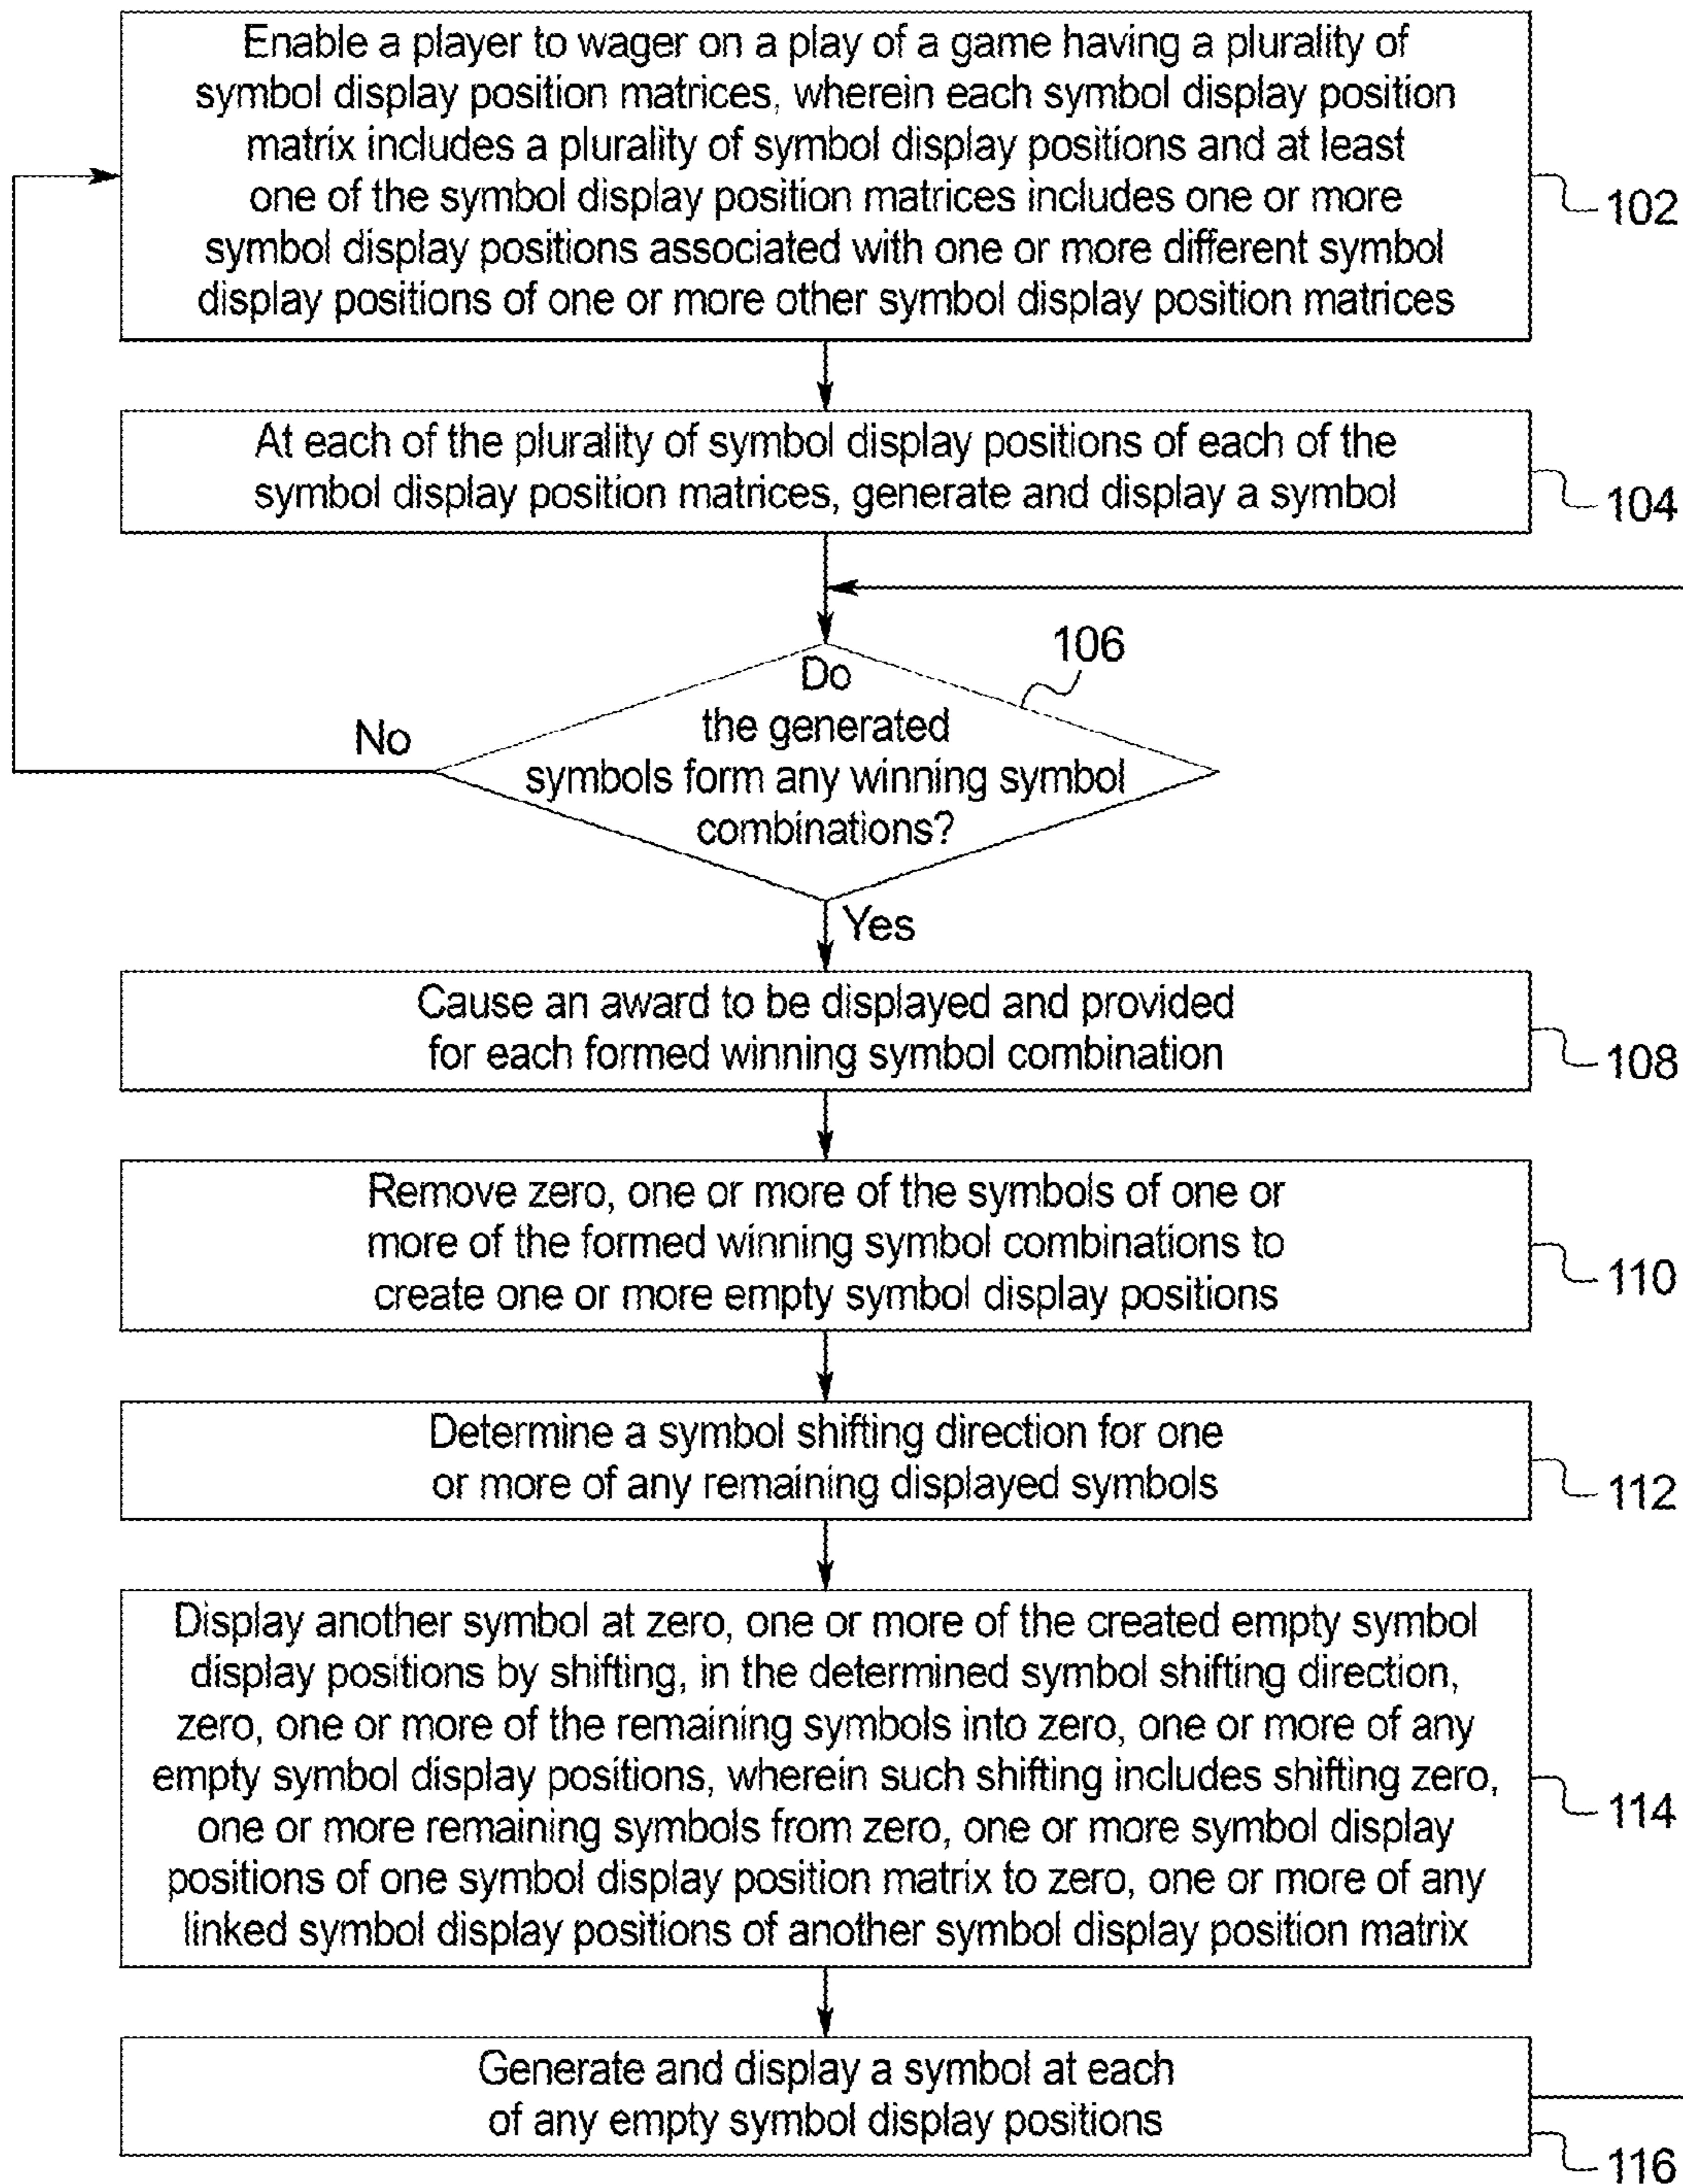 Enable a player to wager on a play of a game having a plurality of
symbol display position matrices, wherein each symbol display position
matrix includes a plurality of symbol display positions and at least
one of the symbol display position matrices includes one or more
symbol display positions associated with one or more different symbol
display positions of one or more other symbol display position matrices
102
At each of the plurality of symbol display positions of each of the
symbol display position matrices, generate and display a symbol
104
106
Do
the generated
symbols form any winning symbol
combinations?
No
Yes
Cause an award to be displayed and provided
for each formed winning symbol combination
108
Remove zero, one or more of the symbols of one or
more of the formed winning symbol combinations to
create one or more empty symbol display positions
110
Determine a symbol shifting direction for one
or more of any remaining displayed symbols
112
Display another symbol at zero, one or more of the created empty symbol
display positions by shifting, in the determined symbol shifting direction,
zero, one or more of the remaining symbols into zero, one or more of any
empty symbol display positions, wherein such shifting includes shifting zero,
one or more remaining symbols from zero, one or more symbol display
positions of one symbol display position matrix to zero, one or more of any
linked symbol display positions of another symbol display position matrix
114
Generate and display a symbol at each
of any empty symbol display positions
116